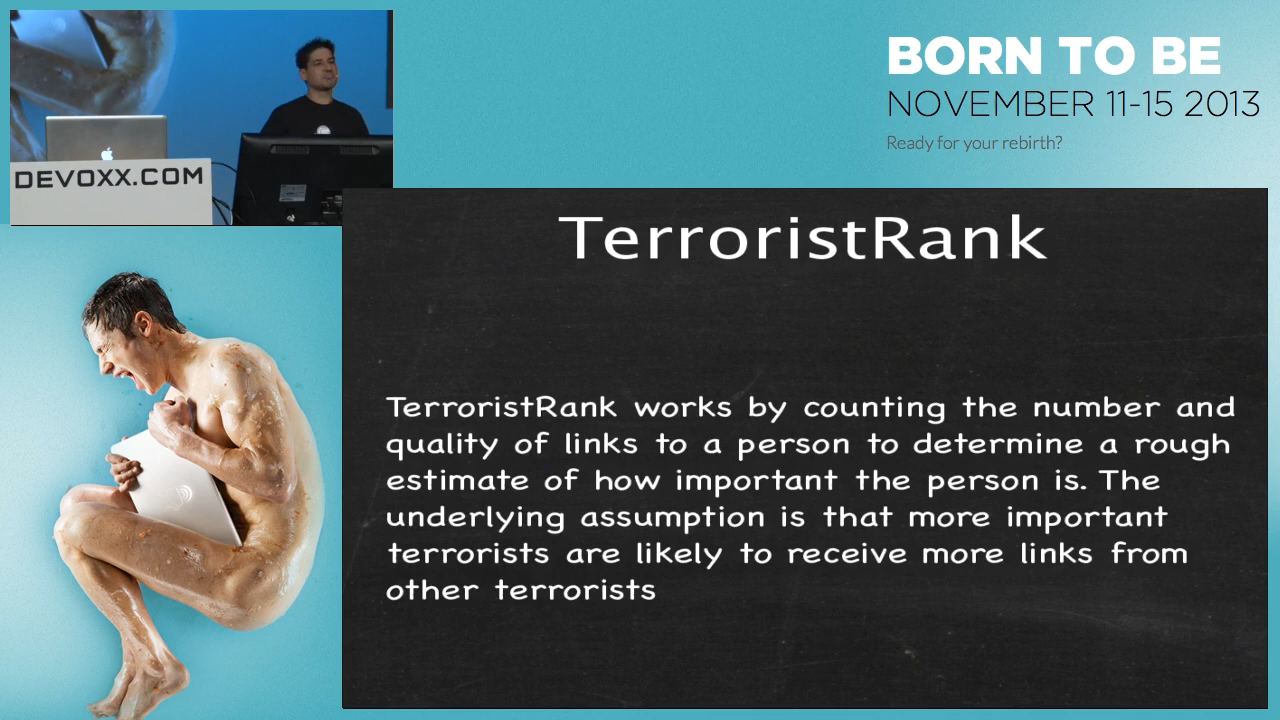 BORN TO BE
NOVEMBER 11-15 2013
Ready for your rebirth?
DEVOXX.COM
TerroristRank
TerroristRank works by counting the number and
quality of links to a person to determine a rough
estimate of how important the person is. The
underlying assumption is that more important
terrorists are likely to receive more links from
other terrorists